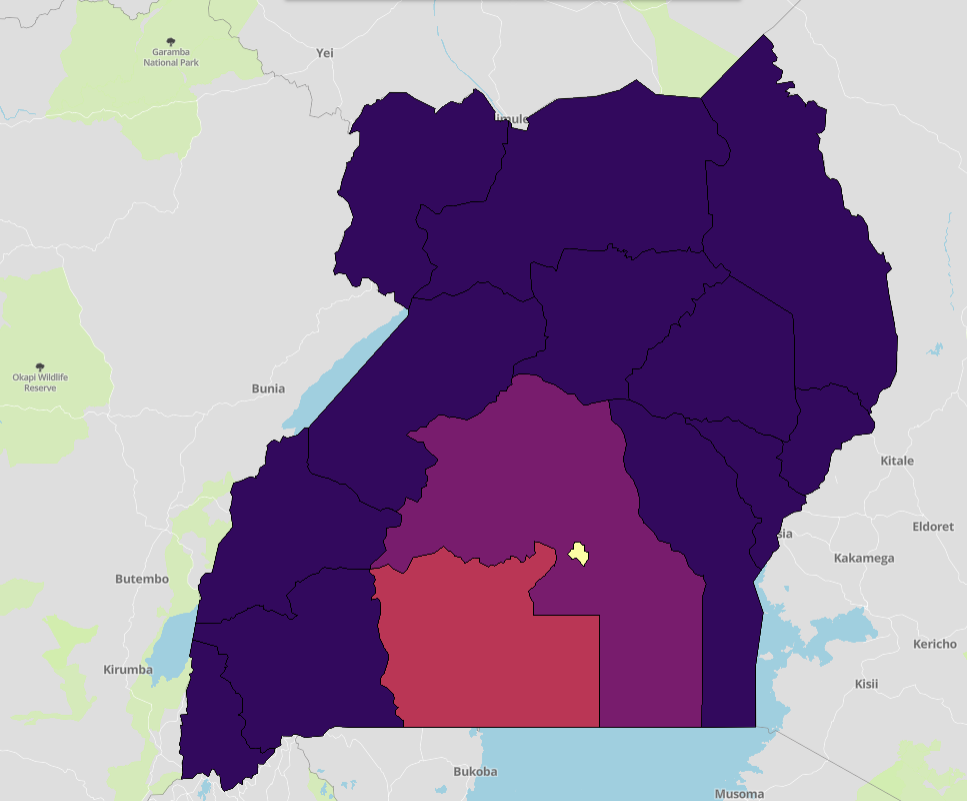 Garamba
National Park
Yei
Okapi Wildlife
Reserve
Bunia
Kitale
Eldoret
Kakamega
Butembo
Kirumba
Kericho
Kisii
Bukoba
Musoma